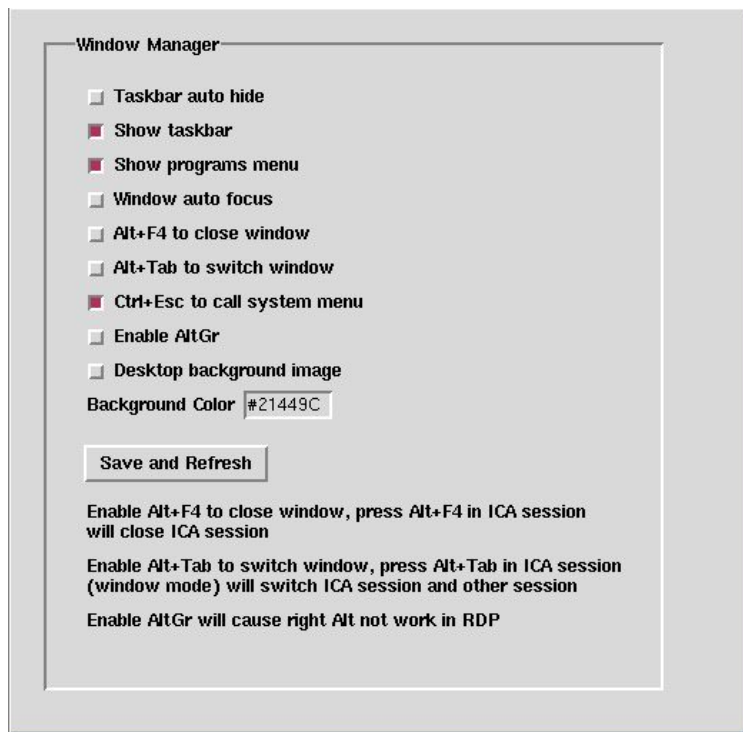 Window Manager
Taskbar auto hide
Show taskbar
Show programs menu
Window auto focus
Alt+F4 to close window
Alt+Tab to switch window
Ctrl+Esc to call system menu
Enable AltGr
Desktop background image
Background Color #21449C
Save and Refresh
Enable Alt+F4 to close window, press Alt+F4 in ICA session
will close ICA session
Enable Alt+Tab to switch window, press Alt+Tab in ICA session
(window mode) will switch ICA session and other session
Enable AltGr will cause right Alt not work in RDP